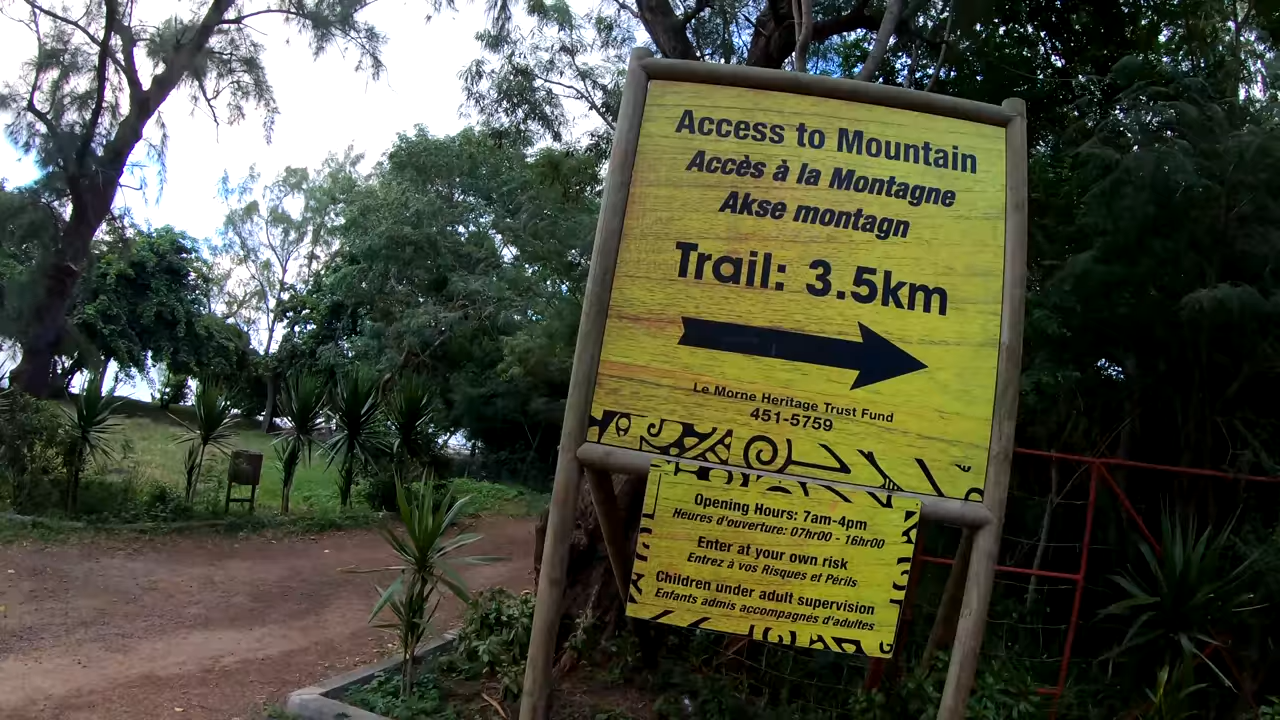 Access to Mountain
Accès à la Montagne
Akse montagn
Trail: 3.5km
Le Morne Heritage Trust Fund
451-5759
Opening Hours: 7am-4pm
Heures d'ouverture: 07hr00 - 16hr00
Enter at your own risk
Entrez à vos Risques et Périls
Children under adult supervision
Enfants admis accompagnés d'adultes